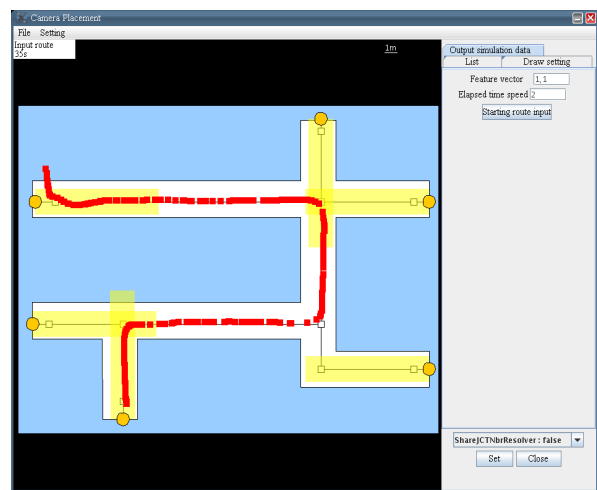 Camera Placement
File Setting
Input route
35s
1m
Output simulation data
List Draw setting
Feature vector 1,1
Elapsed time speed 2
Starting route input
ShareJCTNbrResolver : false
Set Close